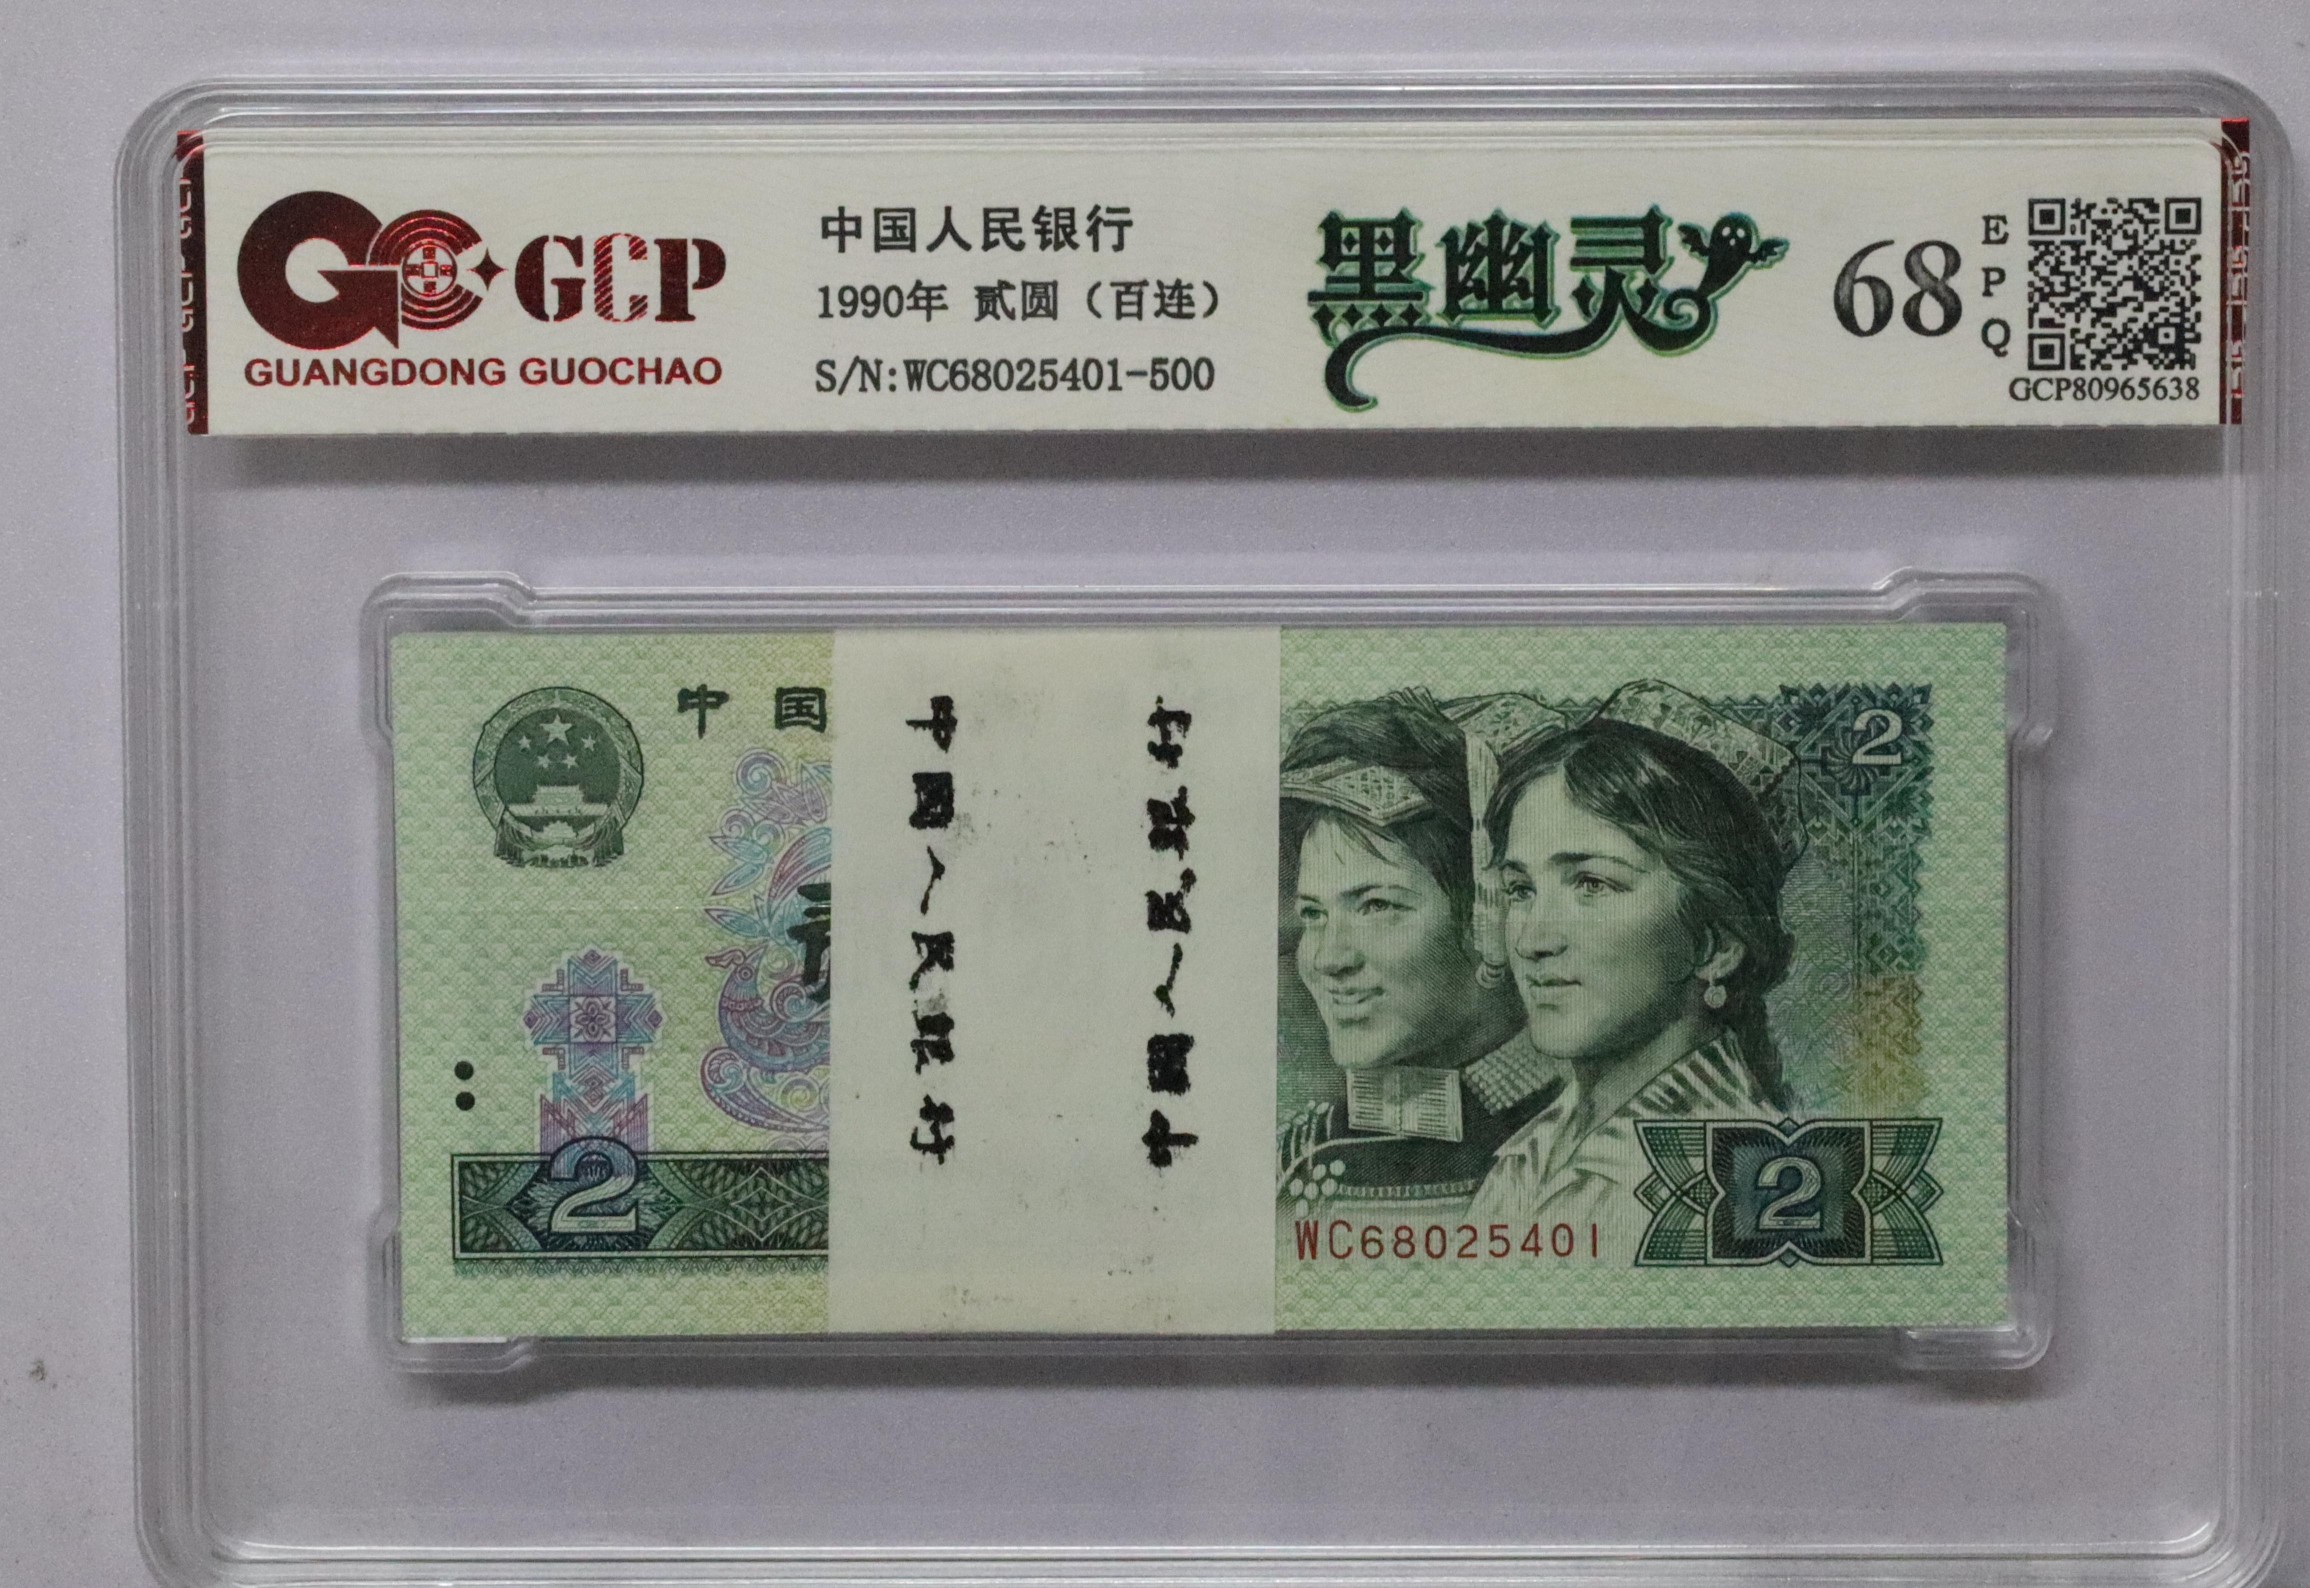 GCP
GUANGDONG GUOCHAO
中国人民银行
1990年 贰圆（百连）
S/N:WC68025401-500
黑幽灵
68
EPQ
GCP80965638
中国
中国人民银行
中国人民银行
2
2
2
WC68025401